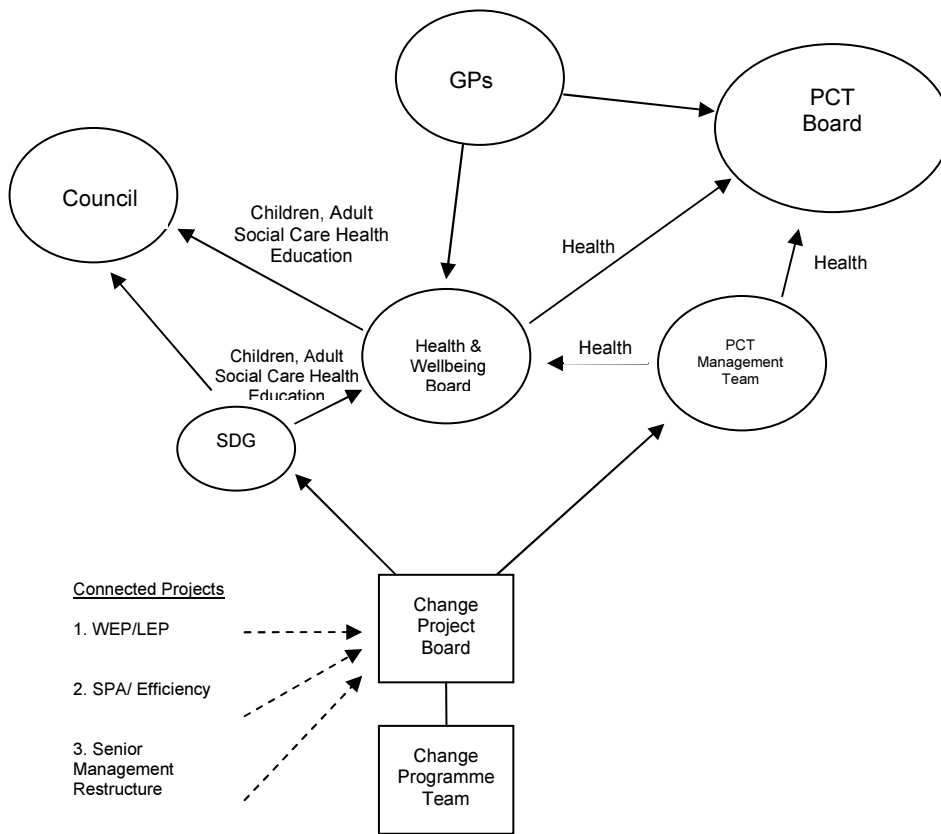 GPs
PCT
Board
Council
Children, Adult
Social Care Health
Education
Health
Health
Children, Adult
Social Care Health
Education
Health &
Wellbeing
Board
Health
PCT
Management
Team
SDG
Connected Projects
1. WEP/LEP
2. SPA/ Efficiency
3. Senior
Management
Restructure
Change
Project
Board
Change
Programme
Team